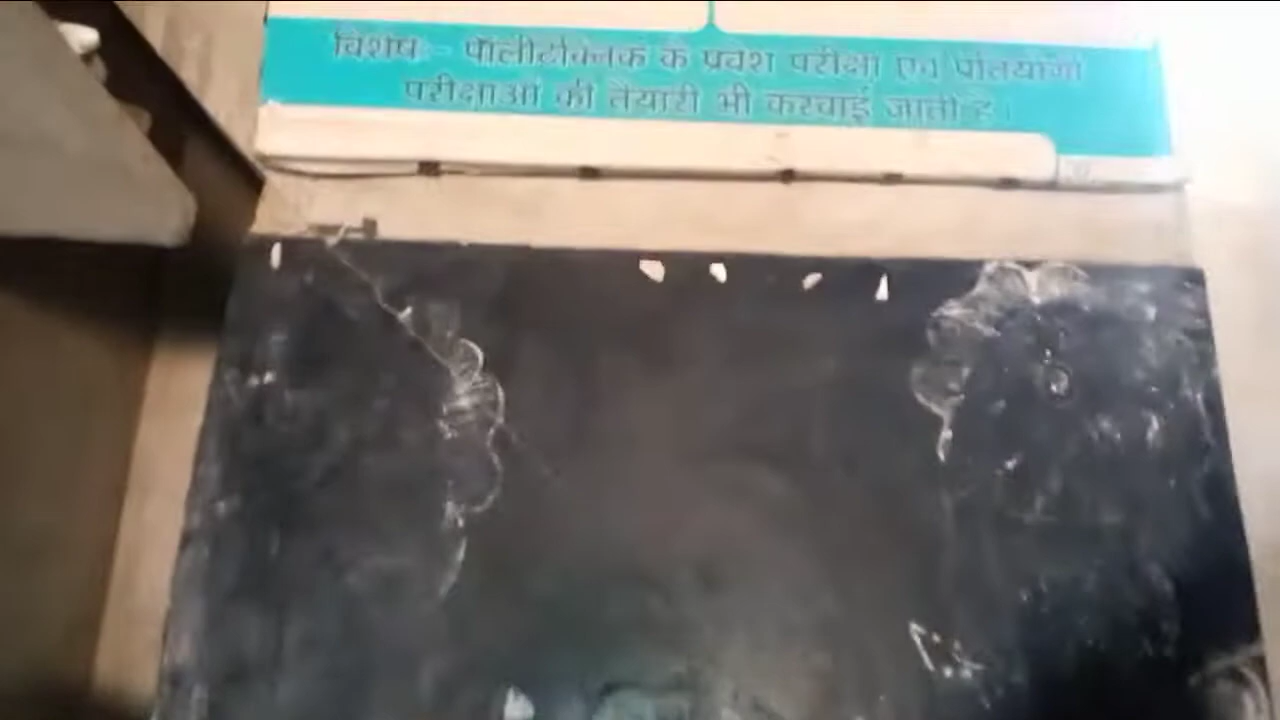 विशेष:- पॉलीटेक्निक के प्रवेश परीक्षा एवं प्रतियोगी
परीक्षाओं की तैयारी भी करवाई जाती है।